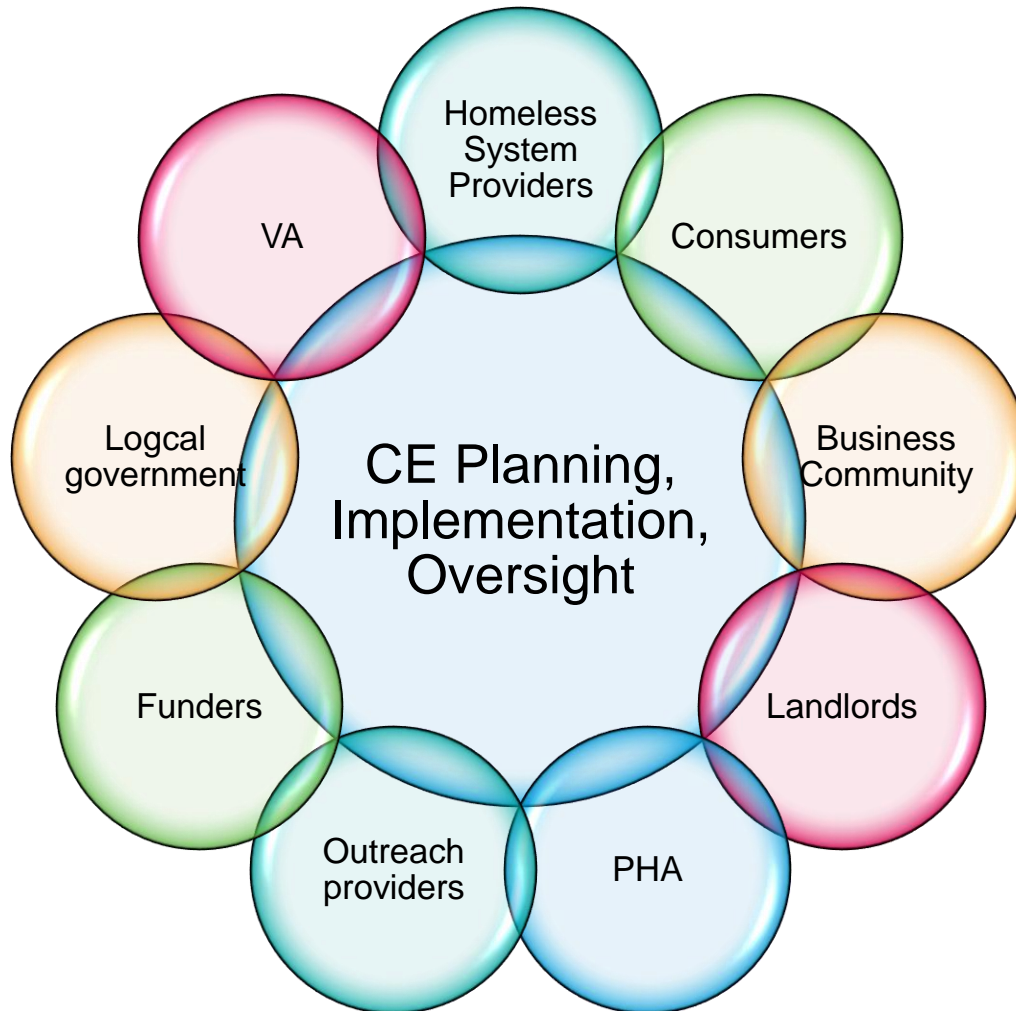 Homeless
System
Providers
VA
Consumers
Logcal
government
CE Planning,
Implementation,
Oversight
Business
Community
Funders
Landlords
Outreach
providers
PHA